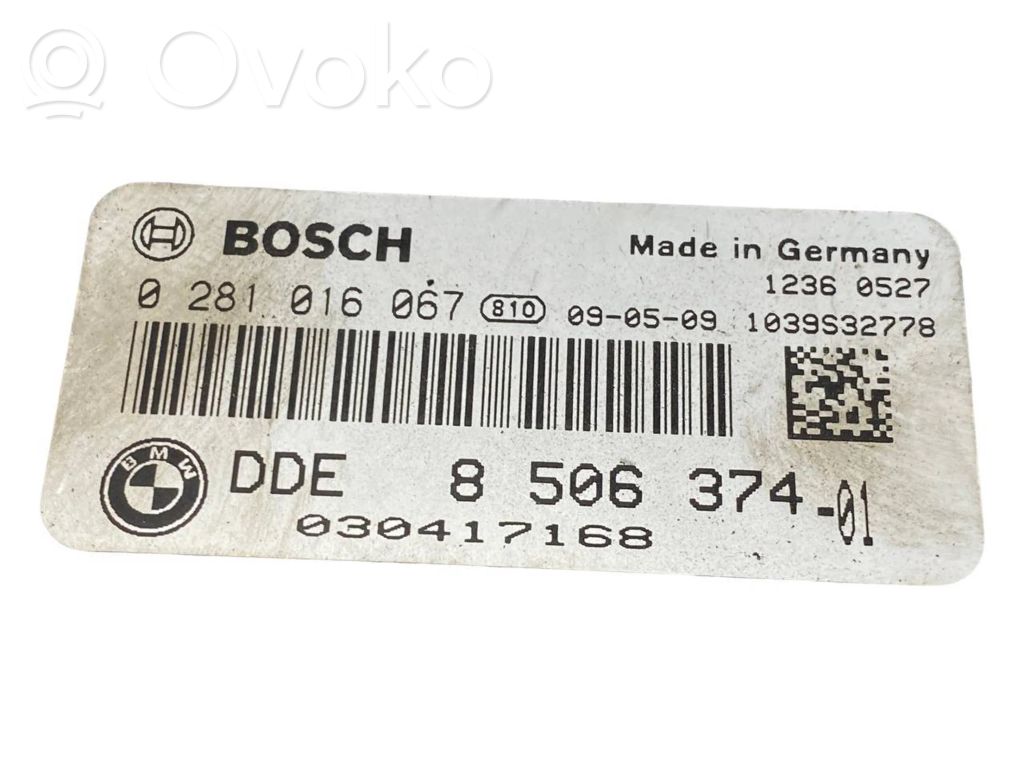 Ovoko
BOSCH Made in Germany
1236 0527
0 281 016 067 810 09-05-09 1039S32778
BMW DDE 8 506 374-01
030417168